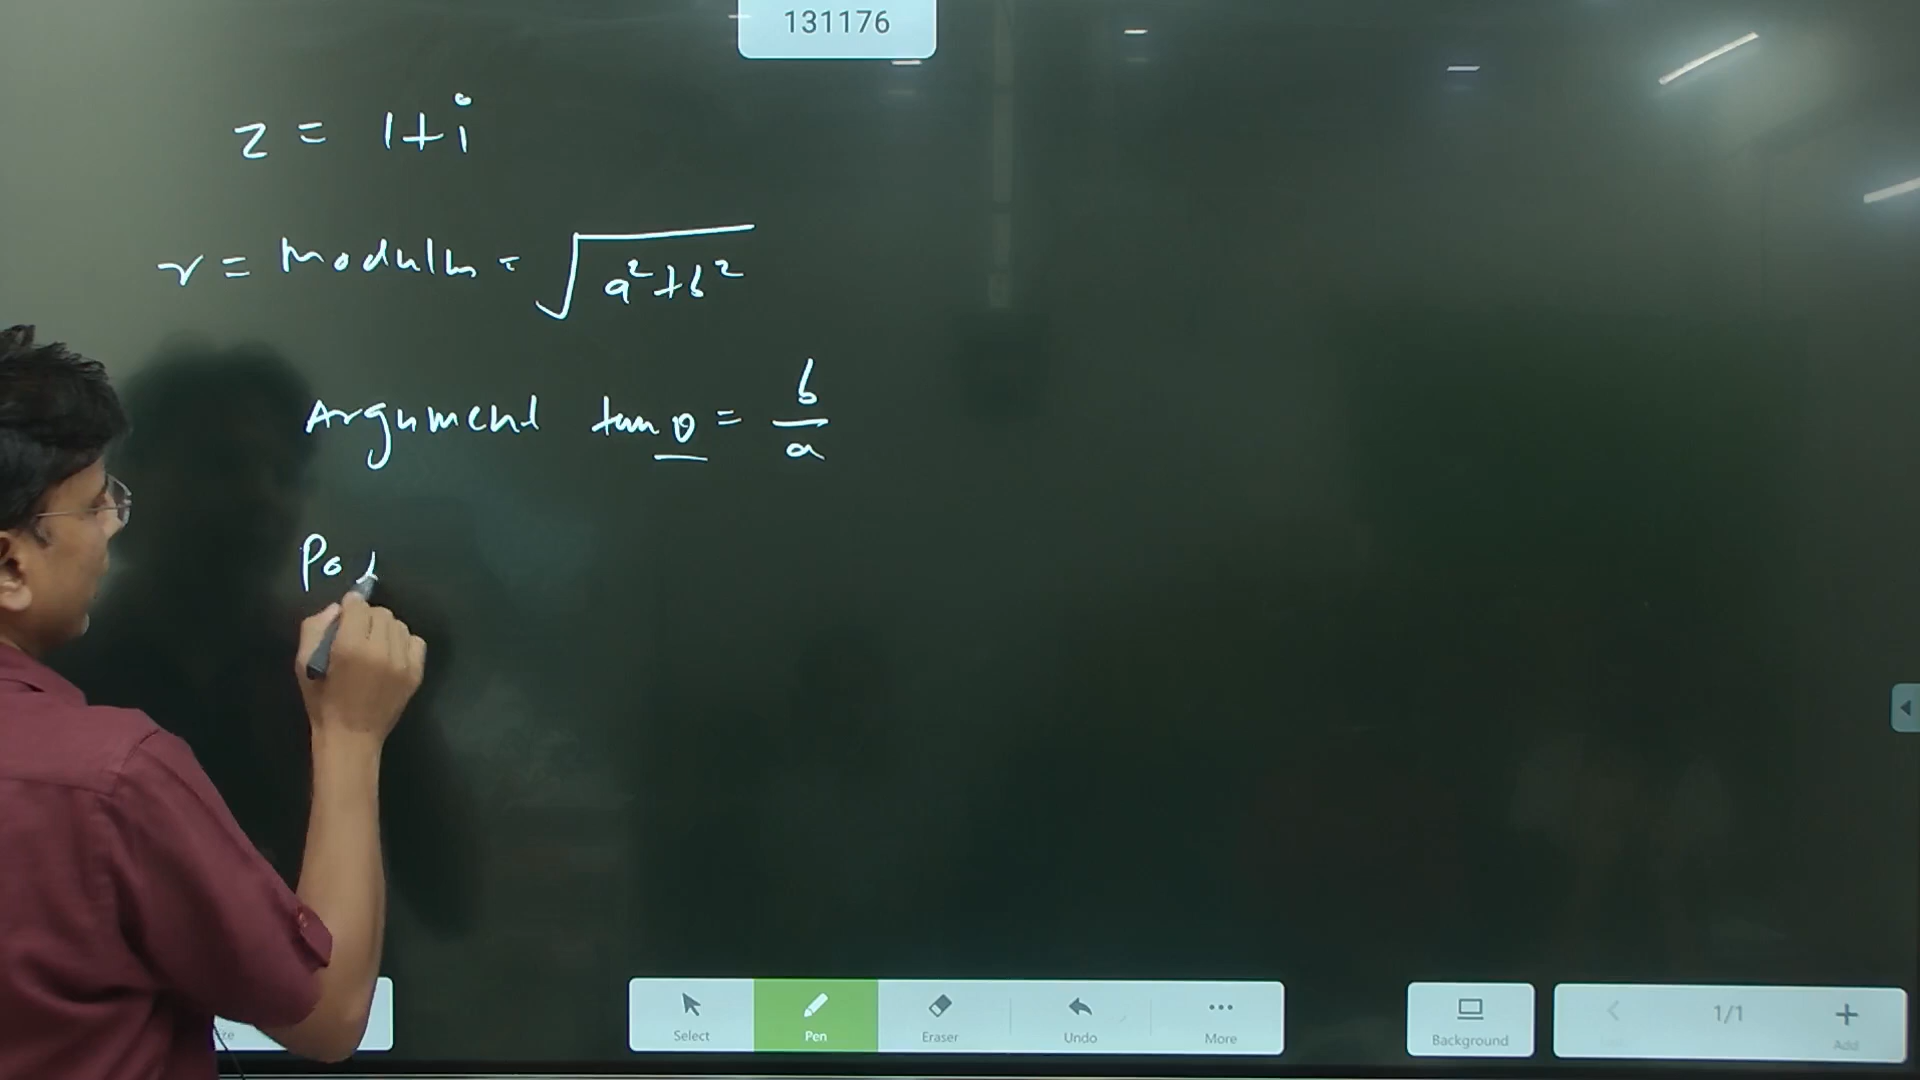 131176
z = 1+i
r = Modulus = √a²+b²
Argument tan θ = b/a
Po
Select
Pen
Eraser
Undo
More
Background
1/1
Add